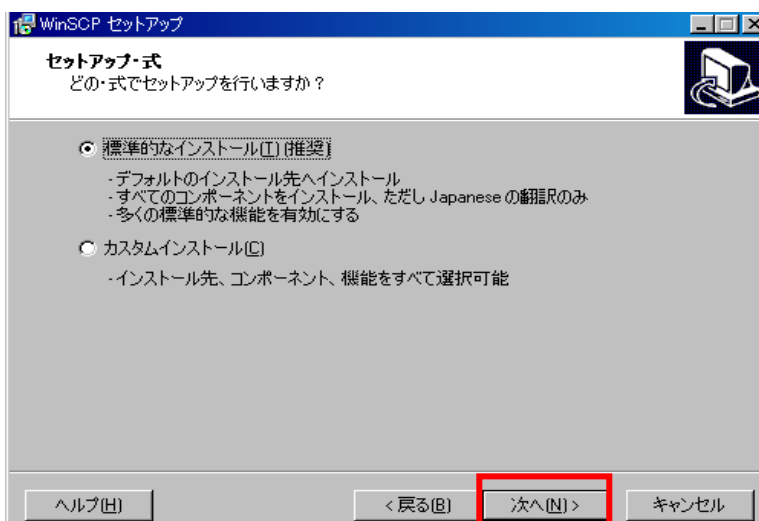 WinSCP セットアップ
セットアップ・式
どの・式でセットアップを行いますか？
標準的なインストール(T) (推奨)
・デフォルトのインストール先へインストール
・すべてのコンポーネントをインストール、ただし Japanese の翻訳のみ
・多くの標準的な機能を有効にする
カスタムインストール(C)
・インストール先、コンポーネント、機能をすべて選択可能
ヘルプ(H) < 戻る(B) 次へ(N) > キャンセル